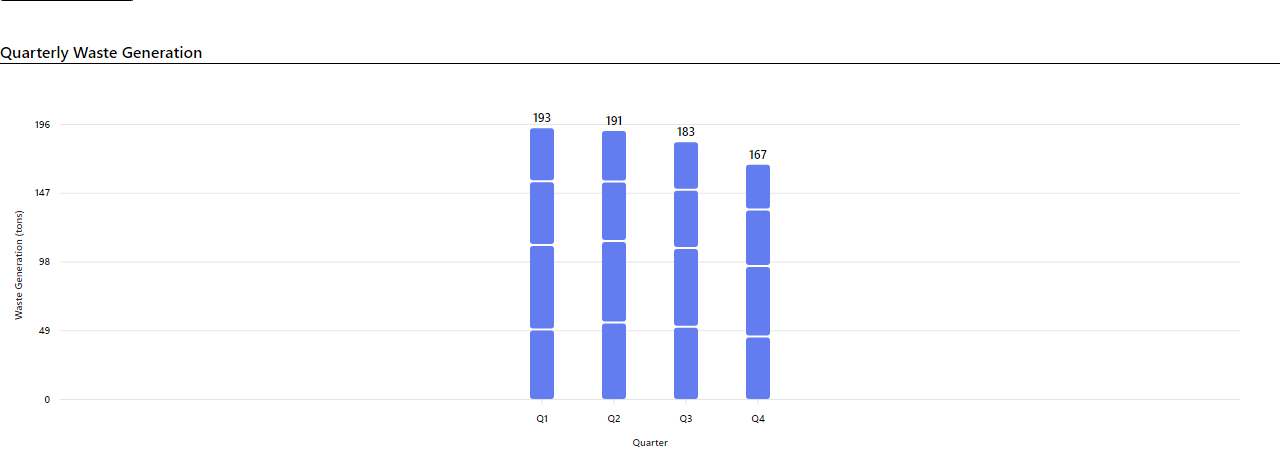 Quarterly Waste Generation
193
191
183
167
196
147
98
49
0
Waste Generation (tons)
Q1 Q2 Q3 Q4
Quarter